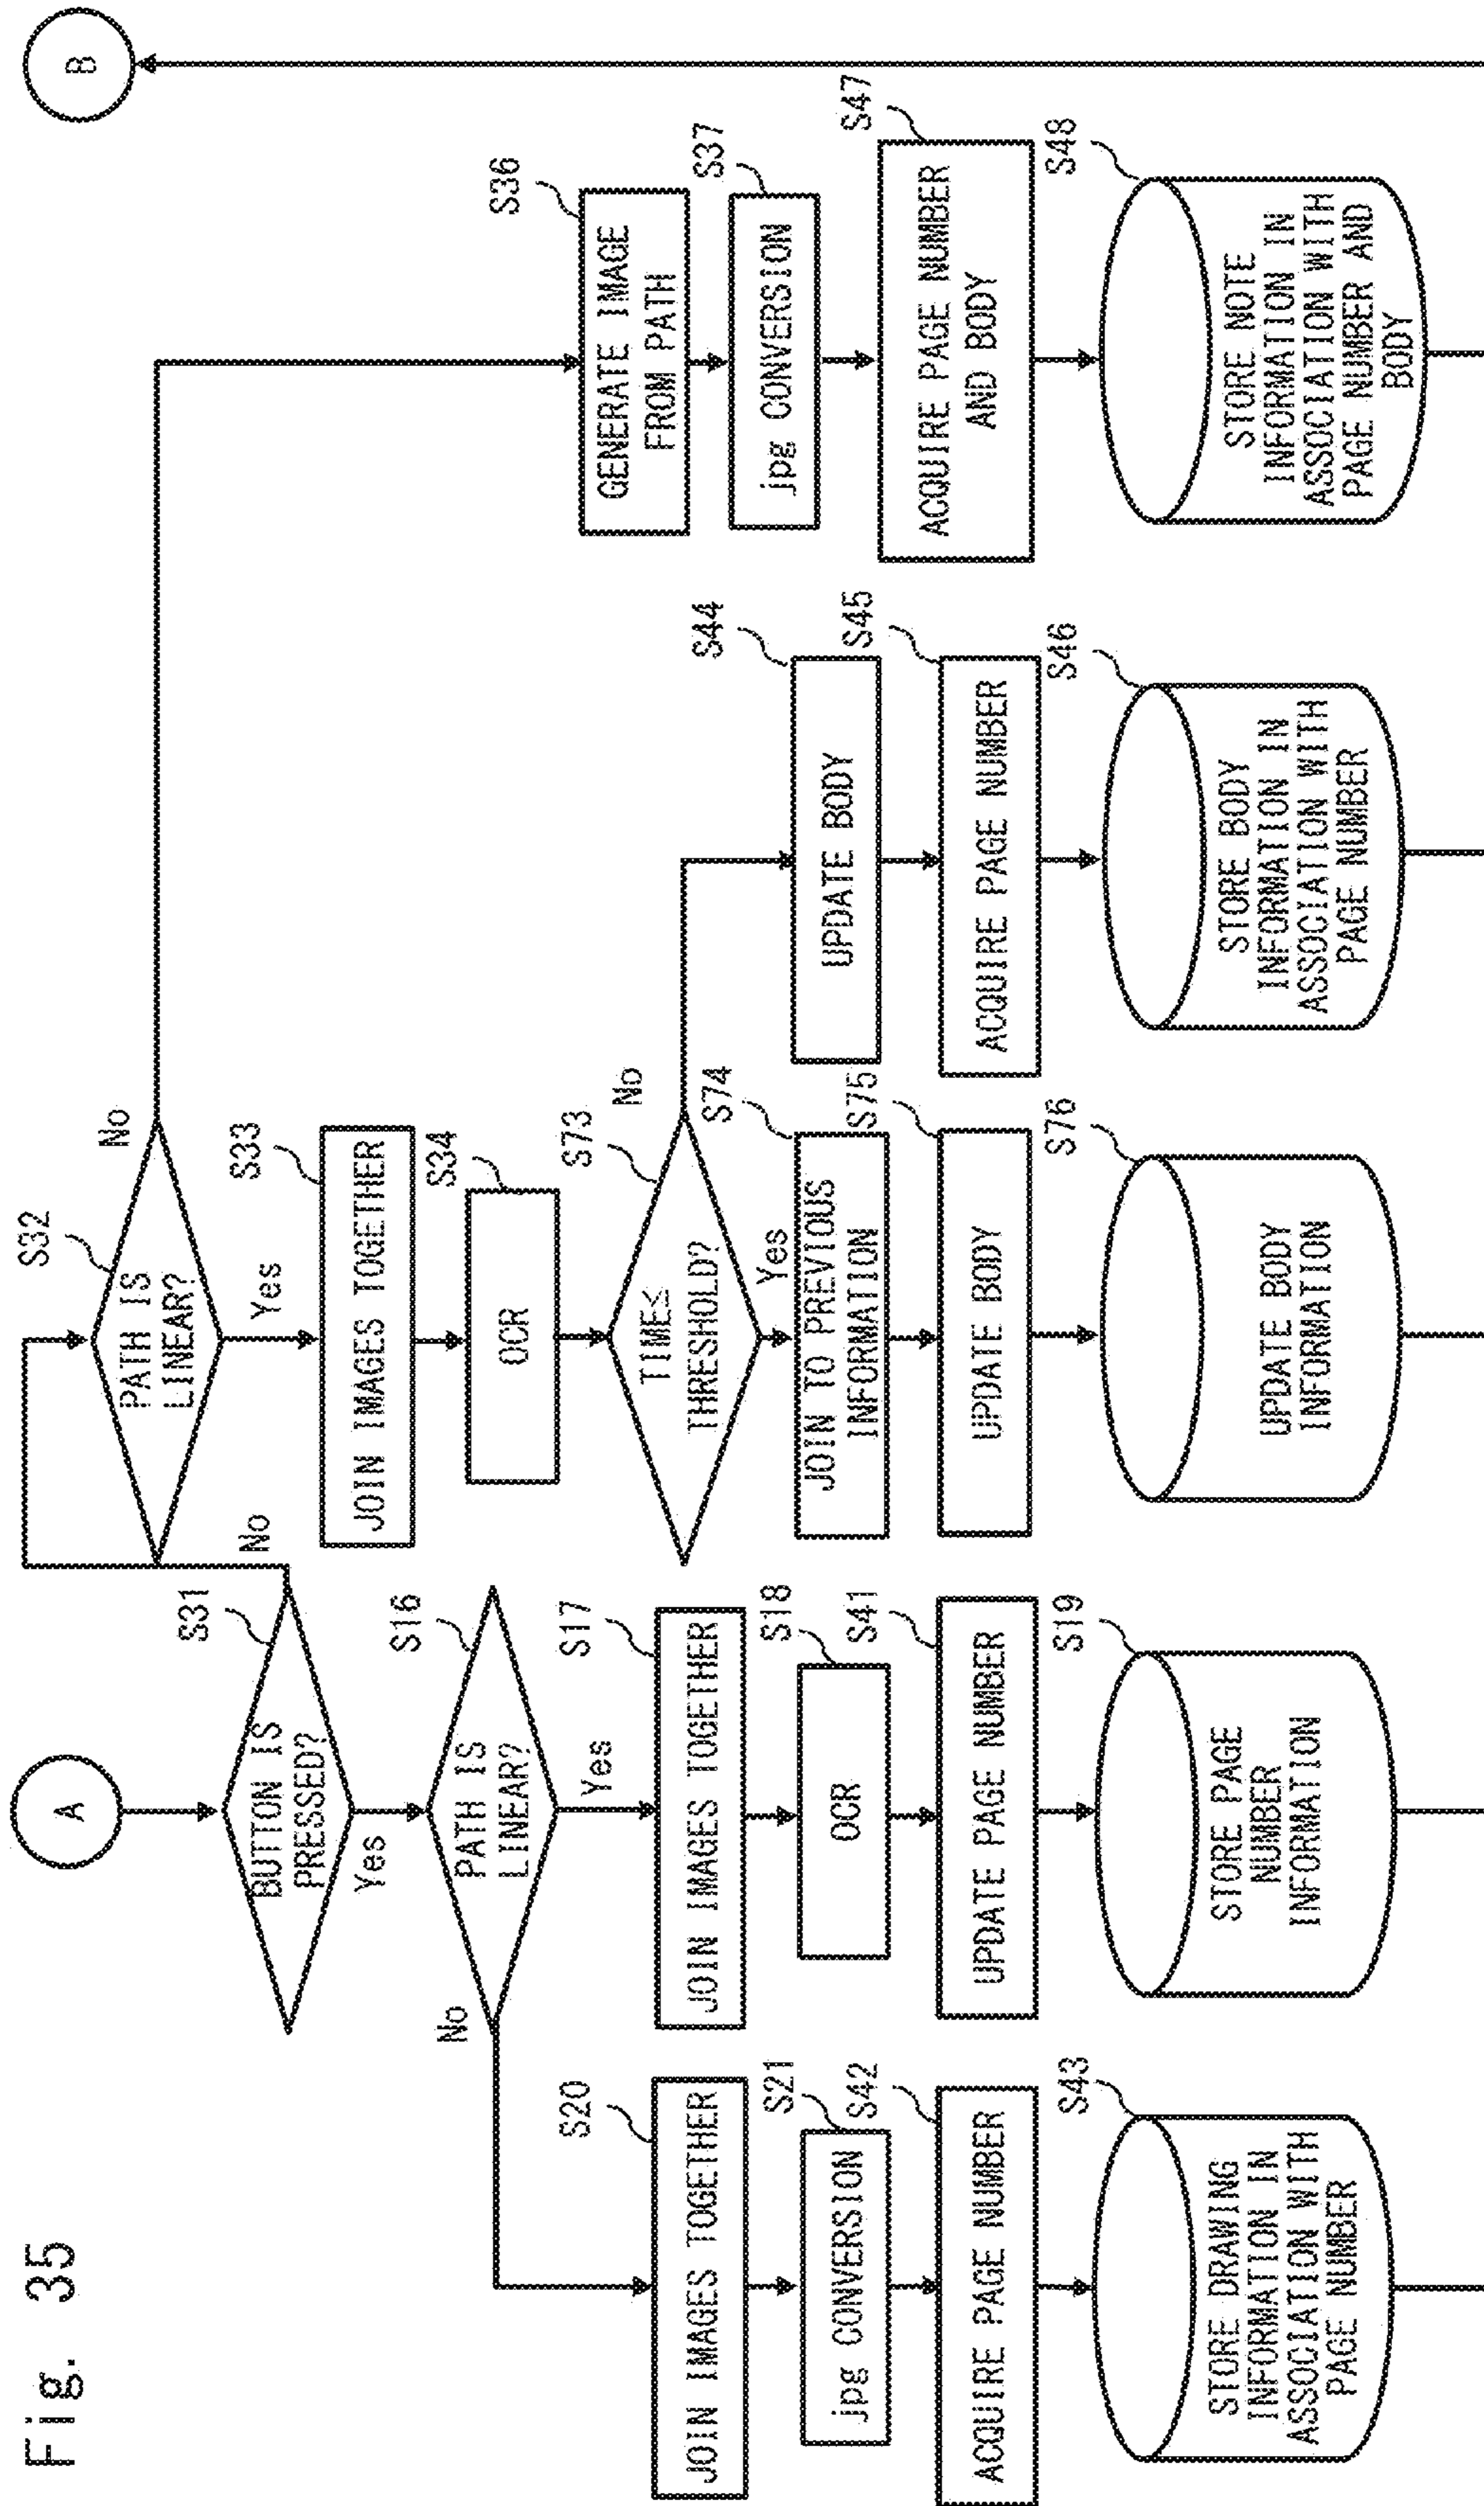 Fig. 35
A
B
BUTTON IS
PRESSED?
S31
Yes
No
PATH IS
LINEAR?
S32
Yes
No
PATH IS
LINEAR?
S16
Yes
No
JOIN IMAGES TOGETHER
S20
jpg CONVERSION
S21
ACQUIRE PAGE NUMBER
S42
STORE DRAWING
INFORMATION IN
ASSOCIATION WITH
PAGE NUMBER
S43
JOIN IMAGES TOGETHER
S17
OCR
S18
UPDATE PAGE NUMBER
S41
STORE PAGE
NUMBER
INFORMATION
S19
JOIN IMAGES TOGETHER
S33
OCR
S34
TIME≤
THRESHOLD?
S73
Yes
No
JOIN TO PREVIOUS
INFORMATION
S74
UPDATE BODY
S75
UPDATE BODY
INFORMATION
S76
UPDATE BODY
S44
ACQUIRE PAGE NUMBER
S45
STORE BODY
INFORMATION IN
ASSOCIATION WITH
PAGE NUMBER
S46
GENERATE IMAGE
FROM PATH
S36
jpg CONVERSION
S37
ACQUIRE PAGE NUMBER
AND BODY
S47
STORE NOTE
INFORMATION IN
ASSOCIATION WITH
PAGE NUMBER AND
BODY
S48